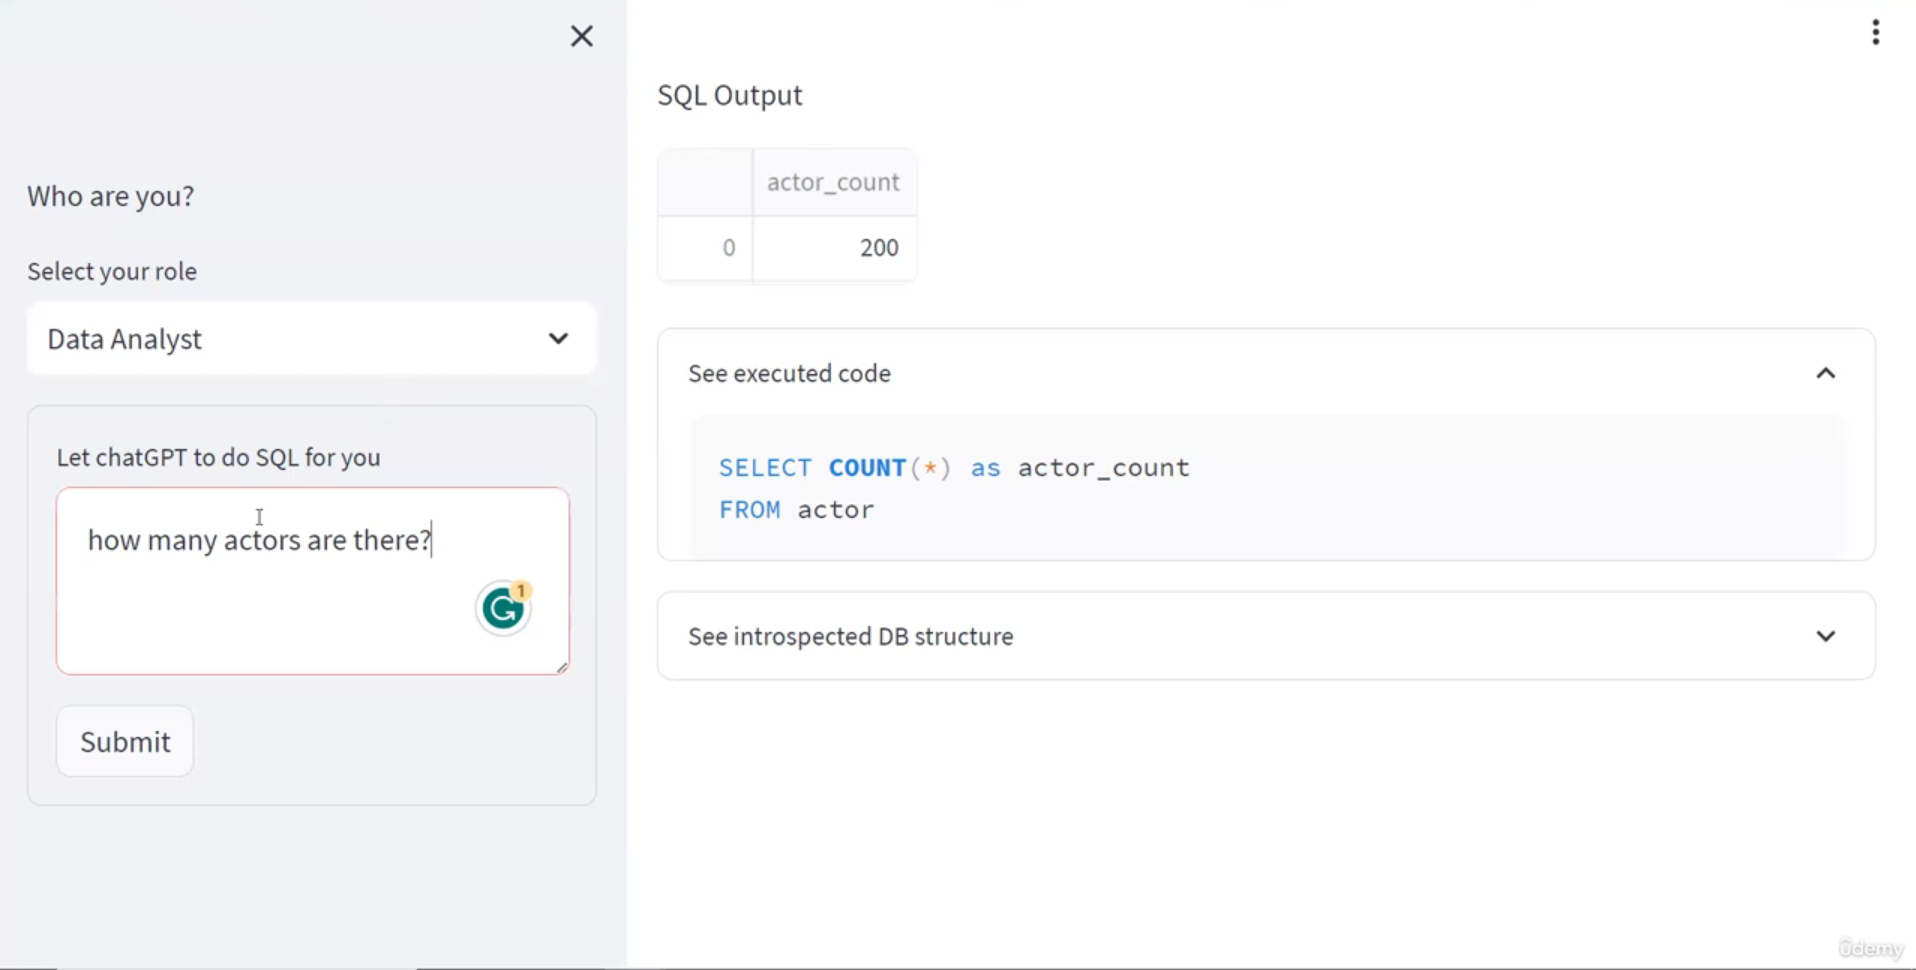 Who are you?
Select your role
Data Analyst
Let chatGPT to do SQL for you
how many actors are there?
1
Submit
SQL Output
actor_count
0 200
See executed code
SELECT COUNT(*) as actor_count
FROM actor
See introspected DB structure
ûdemy